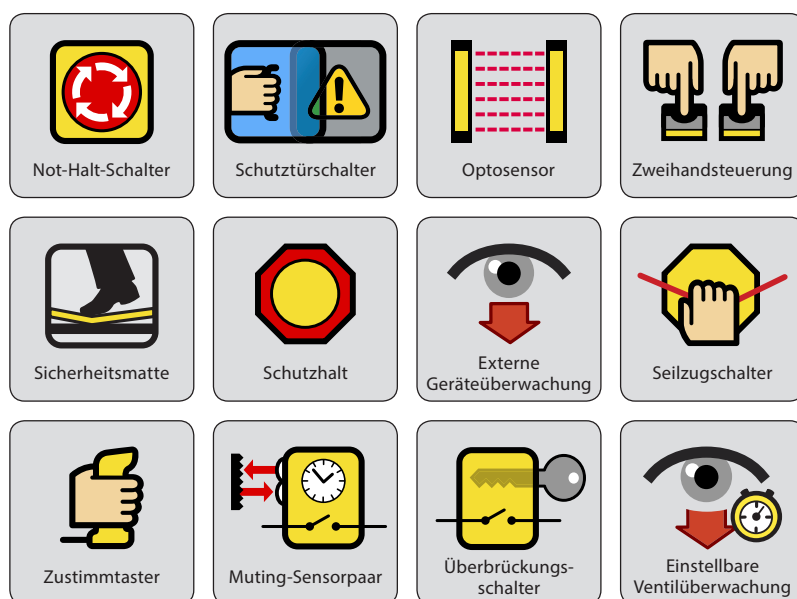 Not-Halt-Schalter
Schutztürschalter
Optosensor
Zweihandsteuerung
Sicherheitsmatte
Schutzhalt
Externe
Geräteüberwachung
Seilzugschalter
Zustimmtaster
Muting-Sensorpaar
Überbrückungs-
schalter
Einstellbare
Ventilüberwachung